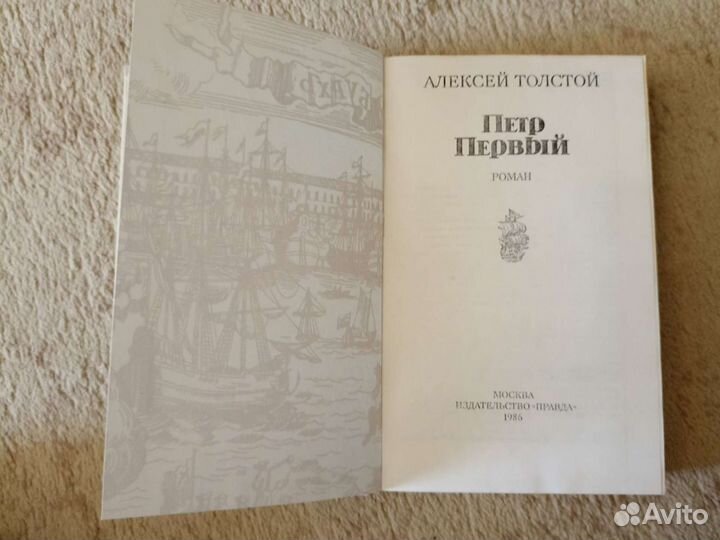 АЛЕКСЕЙ ТОЛСТОЙ
ПЕТР
ПЕРВЫЙ
РОМАН
МОСКВА
ИЗДАТЕЛЬСТВО «ПРАВДА»
1986
Avito